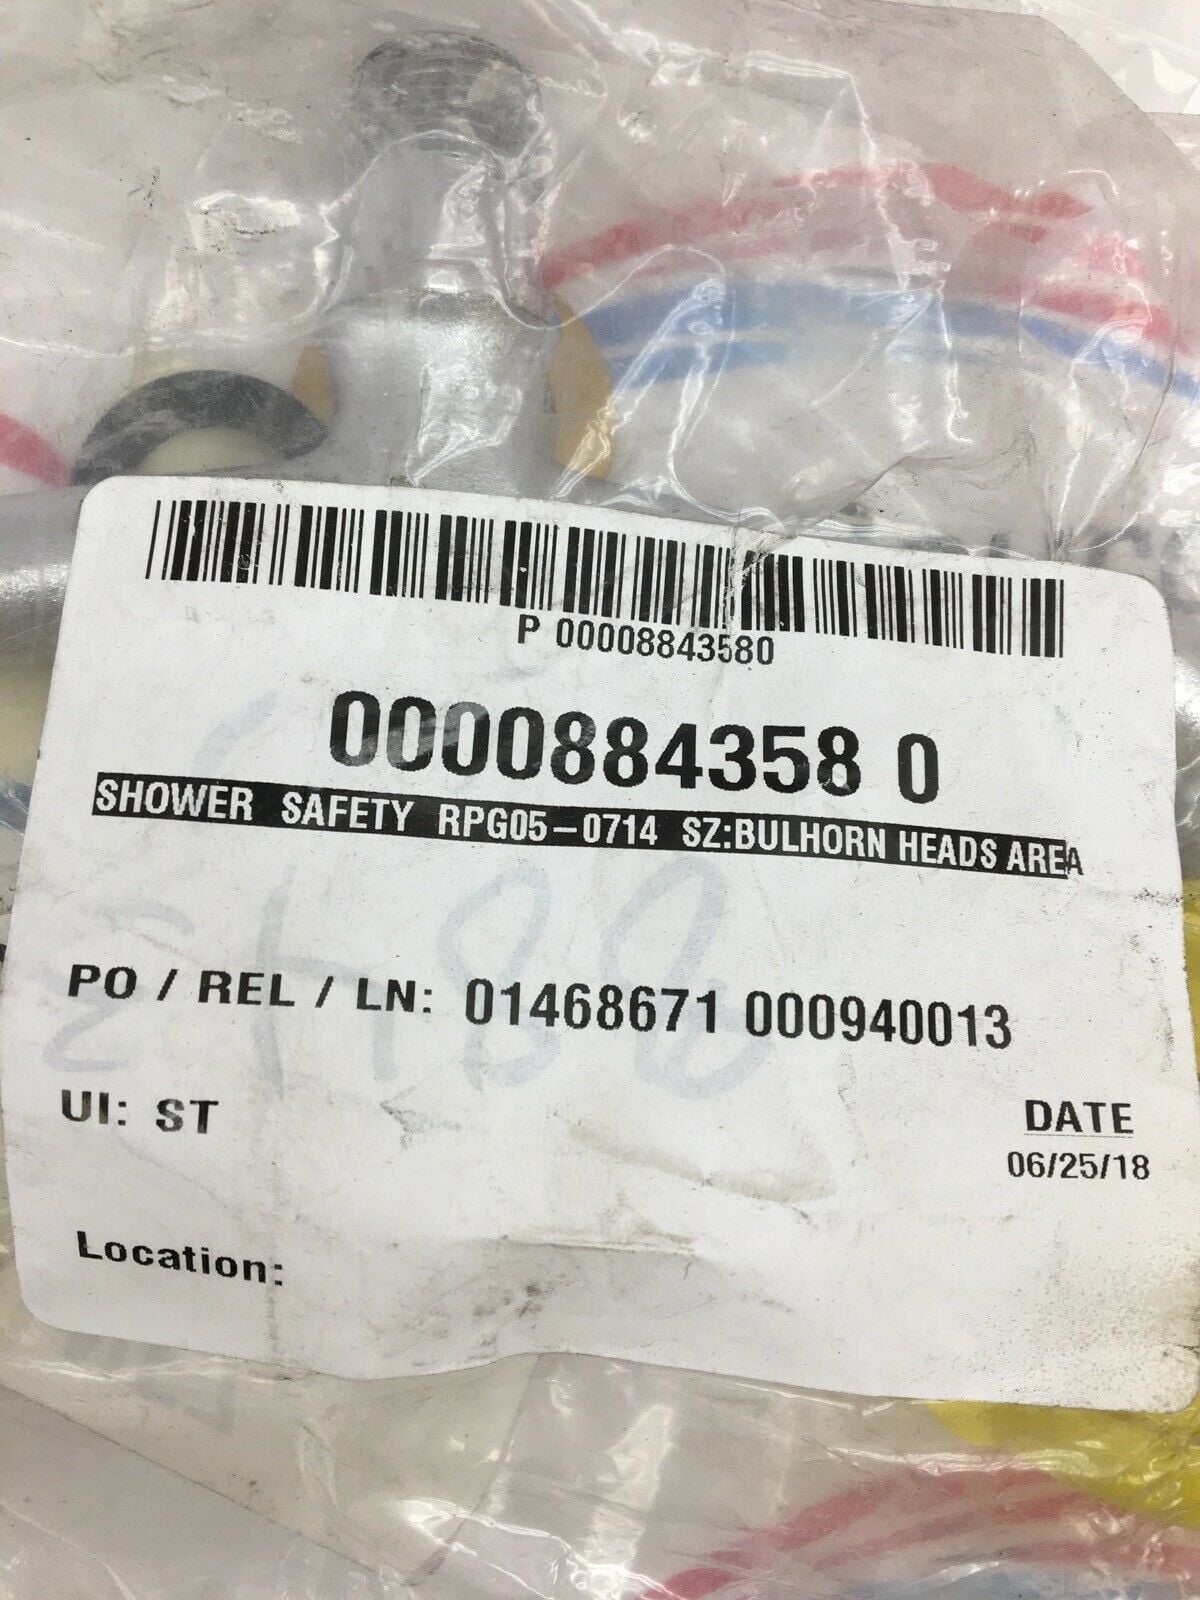 P 00008843580
0000884358 0
SHOWER SAFETY RPG05-0714 SZ:BULHORN HEADS AREA
PO / REL / LN: 01468671 000940013
UI: ST
DATE
06/25/18
Location: